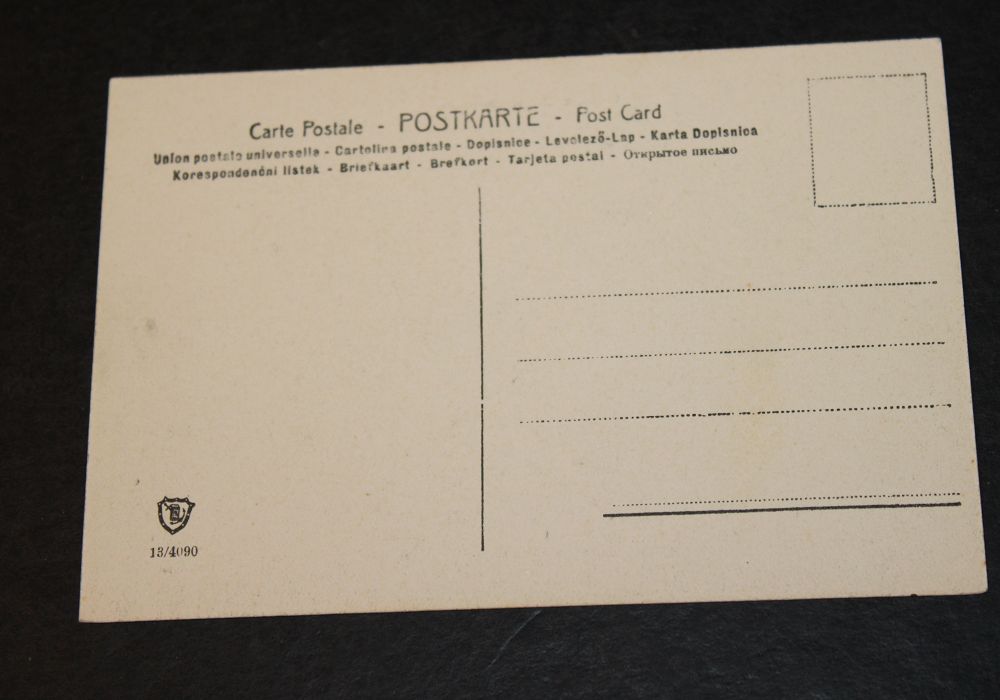 Carte Postale - POSTKARTE - Post Card
Union postale universelle - Cartolina postale - Dopisnice - Levelező-Lap - Karta Dopisnica
Korespondenční listek - Briefkaart - Brefkort - Tarjeta postal - Открытое письмо
13/4090